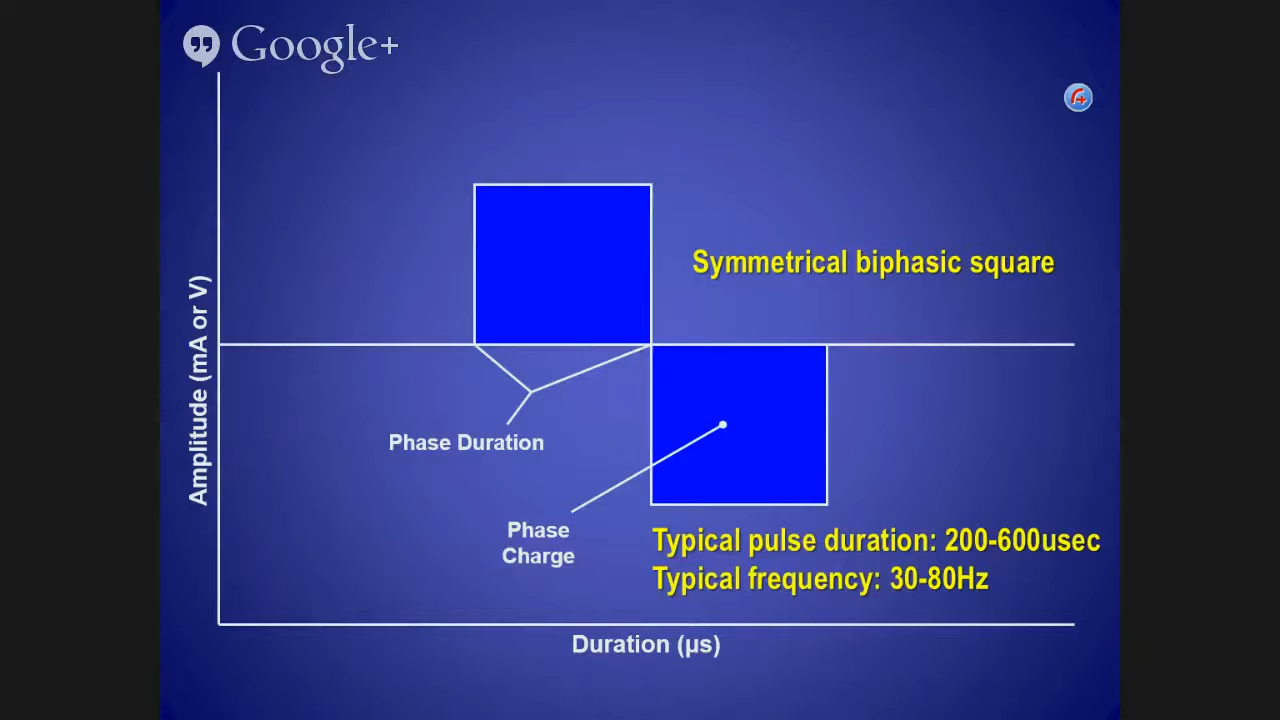 Google+
Symmetrical biphasic square
Amplitude (mA or V)
Phase Duration
Phase
Charge
Typical pulse duration: 200-600usec
Typical frequency: 30-80Hz
Duration (µs)